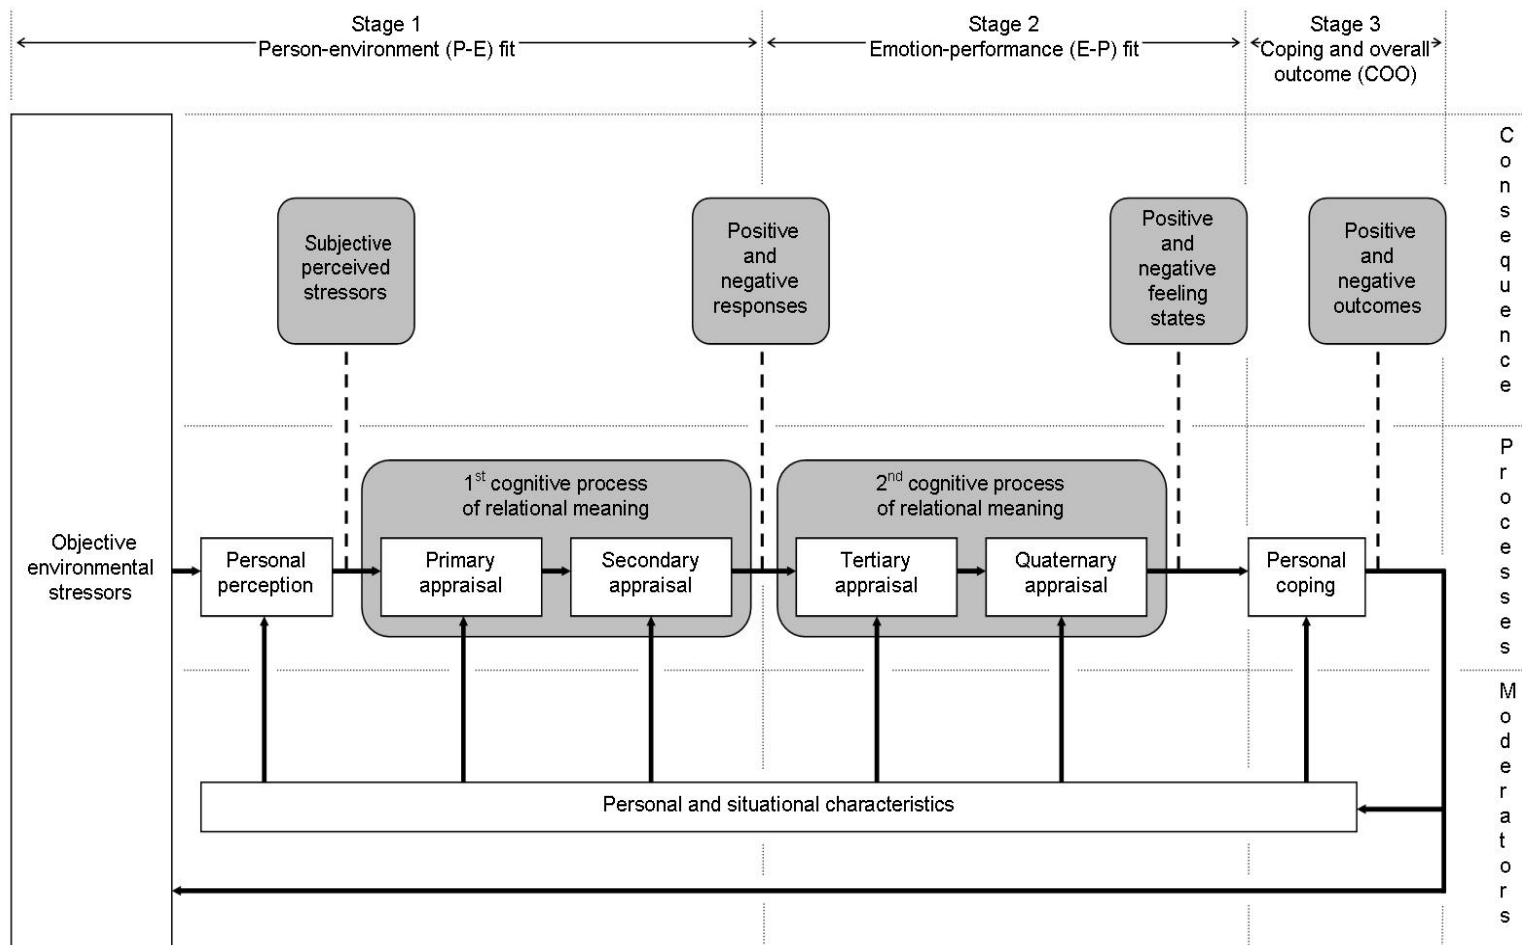 Stage 1
Person-environment (P-E) fit
Stage 2
Emotion-performance (E-P) fit
Stage 3
Coping and overall
outcome (COO)
Consequence
Subjective
perceived
stressors
Positive
and
negative
responses
Positive
and
negative
feeling
states
Positive
and
negative
outcomes
Processes
1st cognitive process
of relational meaning
2nd cognitive process
of relational meaning
Objective
environmental
stressors
Personal
perception
Primary
appraisal
Secondary
appraisal
Tertiary
appraisal
Quaternary
appraisal
Personal
coping
Moderators
Personal and situational characteristics